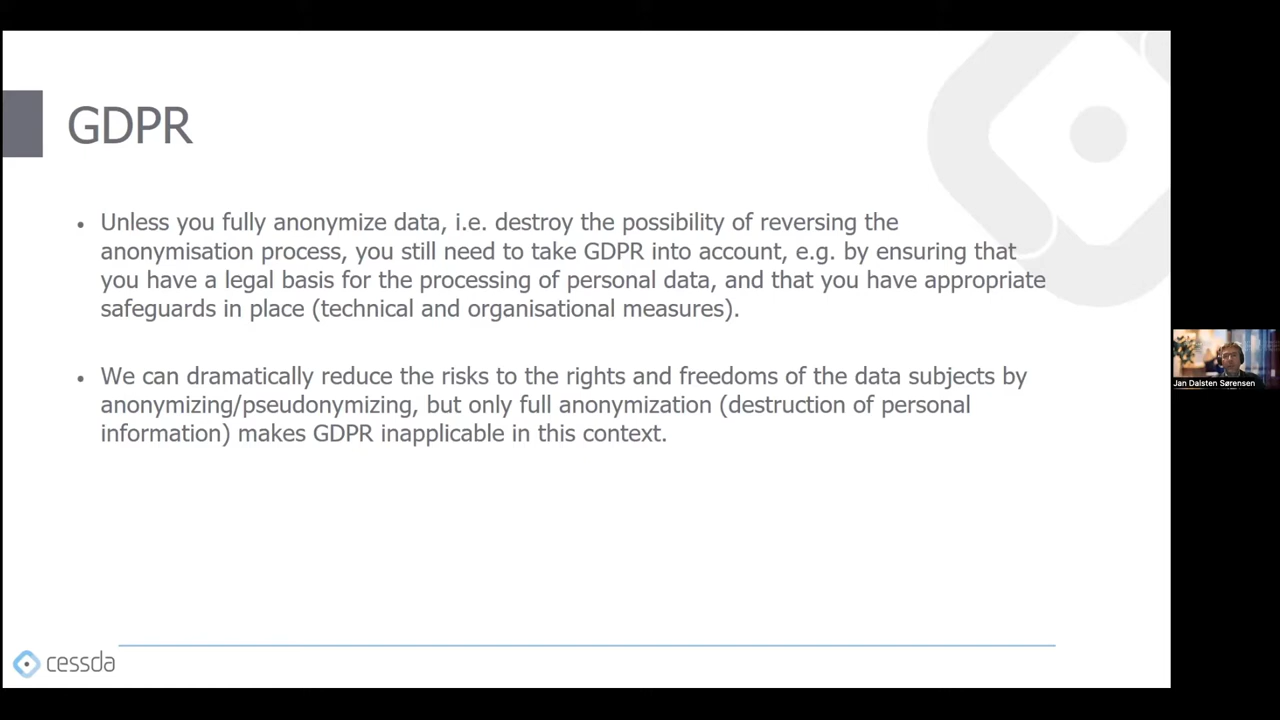 GDPR
• Unless you fully anonymize data, i.e. destroy the possibility of reversing the
anonymisation process, you still need to take GDPR into account, e.g. by ensuring that
you have a legal basis for the processing of personal data, and that you have appropriate
safeguards in place (technical and organisational measures).
• We can dramatically reduce the risks to the rights and freedoms of the data subjects by
anonymizing/pseudonymizing, but only full anonymization (destruction of personal
information) makes GDPR inapplicable in this context.
Jan Dalsten Sørensen
cessda